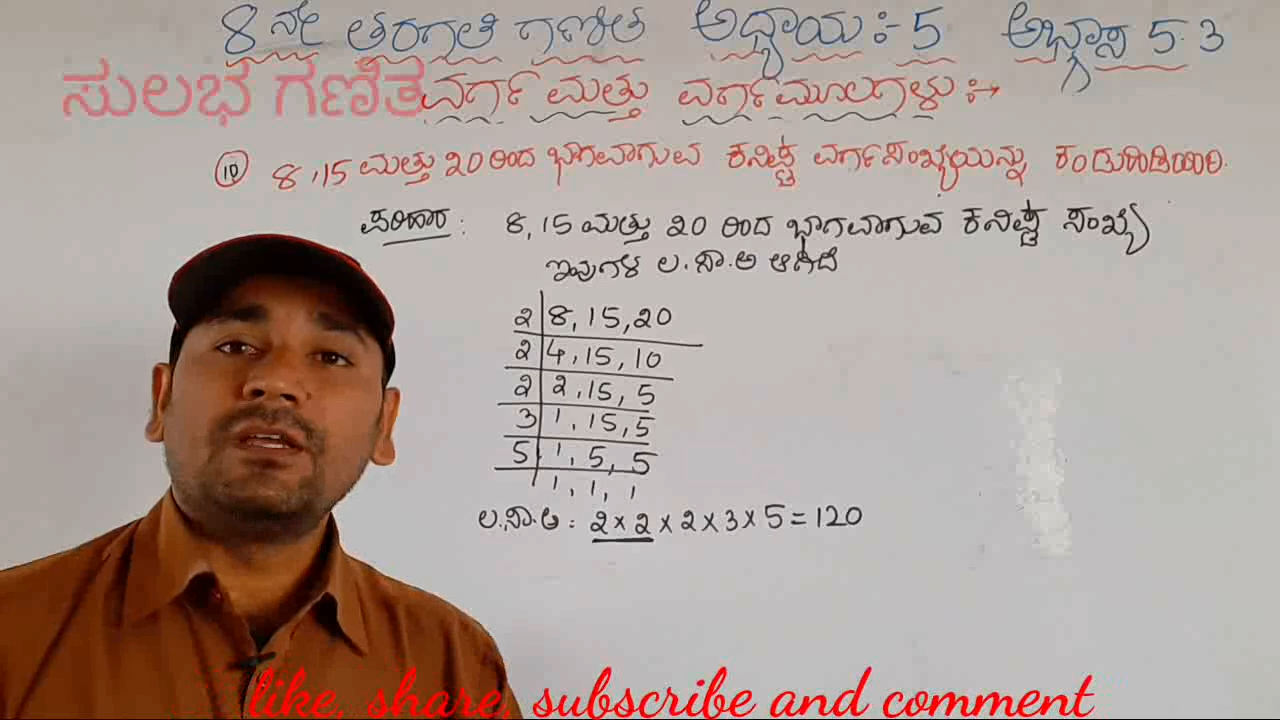 8 ನೇ ತರಗತಿ ಗಣಿತ ಅಧ್ಯಾಯ :- 5 ಅಭ್ಯಾಸ 5.3
ಸುಲಭ ಗಣಿತ
ವರ್ಗ ಮತ್ತು ವರ್ಗಮೂಲಗಳು :→
10 8,15 ಮತ್ತು 20 ರಿಂದ ಭಾಗವಾಗುವ ಕನಿಷ್ಟ ವರ್ಗಸಂಖ್ಯೆಯನ್ನು ಕಂಡುಹಿಡಿಯಿರಿ.
ಪರಿಹಾರ : 8, 15 ಮತ್ತು 20 ರಿಂದ ಭಾಗವಾಗುವ ಕನಿಷ್ಟ ಸಂಖ್ಯೆ
ಇವುಗಳ ಲ.ಸಾ.ಅ ಆಗಿದೆ
2 8, 15, 20
2 4, 15, 10
2 2, 15, 5
3 1, 15, 5
5 1, 5, 5
1, 1, 1
ಲ.ಸಾ.ಅ : 2 × 2 × 2 × 3 × 5 = 120
like, share, subscribe and comment